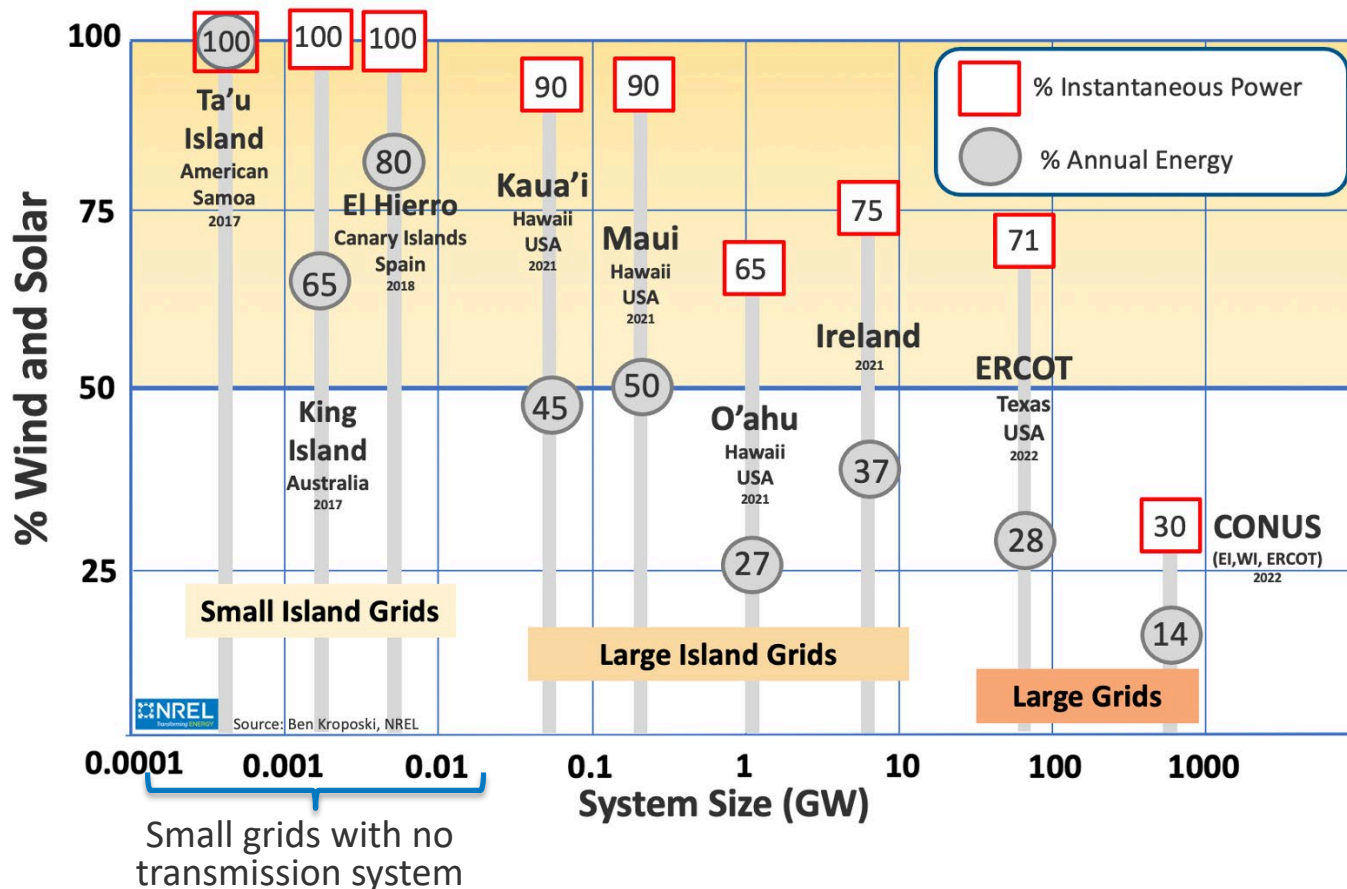 % Wind and Solar
100
75
50
25
100
Ta’u
Island
American
Samoa
2017
100
65
King
Island
Australia
2017
100
80
El Hierro
Canary Islands
Spain
2018
90
Kaua’i
Hawaii
USA
2021
45
90
Maui
Hawaii
USA
2021
50
65
O’ahu
Hawaii
USA
2021
27
75
Ireland
2021
37
71
ERCOT
Texas
USA
2022
28
30
CONUS
(EI,WI, ERCOT)
2022
14
% Instantaneous Power
% Annual Energy
Small Island Grids
Large Island Grids
Large Grids
NREL
Transforming ENERGY
Source: Ben Kroposki, NREL
0.0001 0.001 0.01 0.1 1 10 100 1000
System Size (GW)
Small grids with no
transmission system